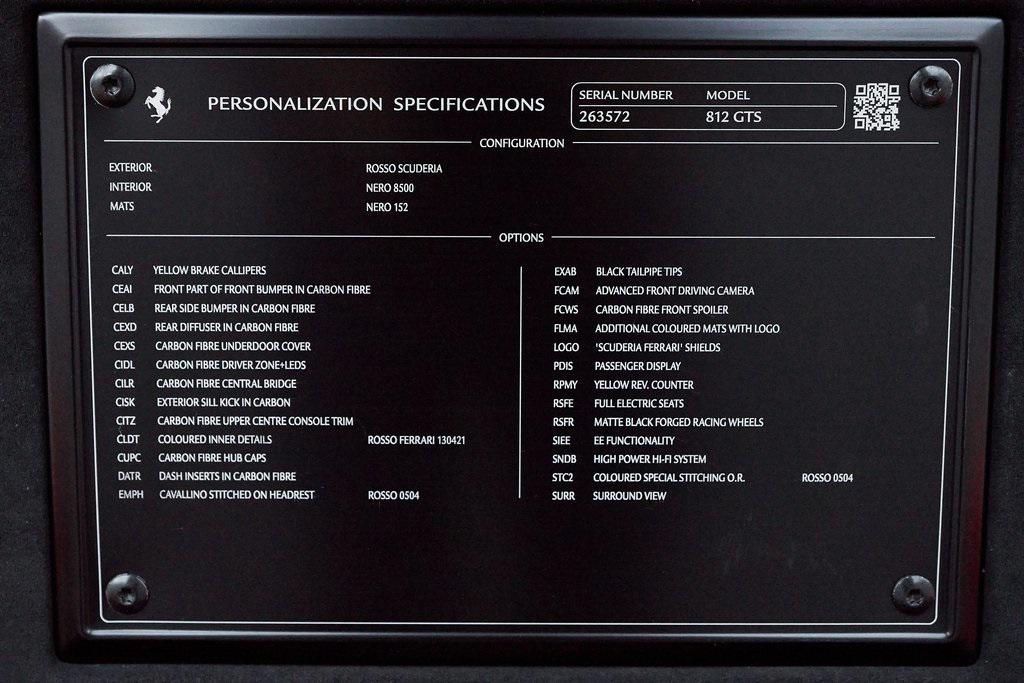 PERSONALIZATION SPECIFICATIONS
SERIAL NUMBER MODEL
263572 812 GTS
CONFIGURATION
EXTERIOR ROSSO SCUDERIA
INTERIOR NERO 8500
MATS NERO 152
OPTIONS
CALY YELLOW BRAKE CALLIPERS
CEAI FRONT PART OF FRONT BUMPER IN CARBON FIBRE
CELB REAR SIDE BUMPER IN CARBON FIBRE
CEXD REAR DIFFUSER IN CARBON FIBRE
CEXS CARBON FIBRE UNDERDOOR COVER
CIDL CARBON FIBRE DRIVER ZONE+LEDS
CILR CARBON FIBRE CENTRAL BRIDGE
CISK EXTERIOR SILL KICK IN CARBON
CITZ CARBON FIBRE UPPER CENTRE CONSOLE TRIM
CLDT COLOURED INNER DETAILS ROSSO FERRARI 130421
CUPC CARBON FIBRE HUB CAPS
DATR DASH INSERTS IN CARBON FIBRE
EMPH CAVALLINO STITCHED ON HEADREST ROSSO 0504
EXAB BLACK TAILPIPE TIPS
FCAM ADVANCED FRONT DRIVING CAMERA
FCWS CARBON FIBRE FRONT SPOILER
FLMA ADDITIONAL COLOURED MATS WITH LOGO
LOGO 'SCUDERIA FERRARI' SHIELDS
PDIS PASSENGER DISPLAY
RPMY YELLOW REV. COUNTER
RSFE FULL ELECTRIC SEATS
RSFR MATTE BLACK FORGED RACING WHEELS
SIEE EE FUNCTIONALITY
SNDB HIGH POWER HI-FI SYSTEM
STC2 COLOURED SPECIAL STITCHING O.R. ROSSO 0504
SURR SURROUND VIEW